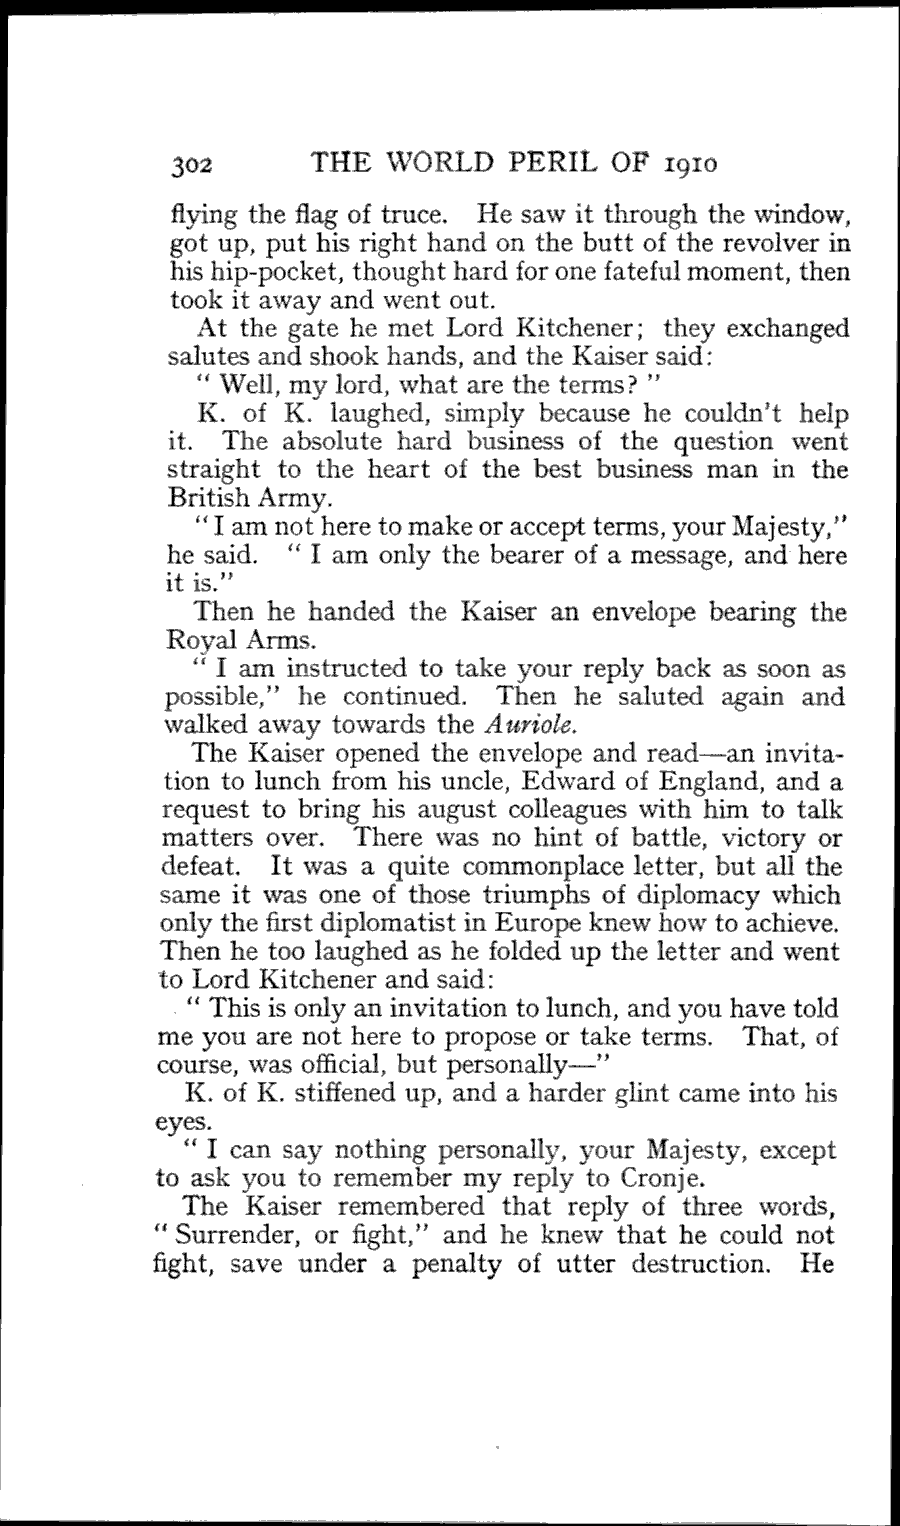 302 THE WORLD PERIL OF 1910
flying the flag of truce. He saw it through the window,
got up, put his right hand on the butt of the revolver in
his hip-pocket, thought hard for one fateful moment, then
took it away and went out.
At the gate he met Lord Kitchener; they exchanged
salutes and shook hands, and the Kaiser said:
" Well, my lord, what are the terms? "
K. of K. laughed, simply because he couldn't help
it. The absolute hard business of the question went
straight to the heart of the best business man in the
British Army.
" I am not here to make or accept terms, your Majesty,"
he said. " I am only the bearer of a message, and here
it is."
Then he handed the Kaiser an envelope bearing the
Royal Arms.
" I am instructed to take your reply back as soon as
possible," he continued. Then he saluted again and
walked away towards the Auriole.
The Kaiser opened the envelope and read—an invita-
tion to lunch from his uncle, Edward of England, and a
request to bring his august colleagues with him to talk
matters over. There was no hint of battle, victory or
defeat. It was a quite commonplace letter, but all the
same it was one of those triumphs of diplomacy which
only the first diplomatist in Europe knew how to achieve.
Then he too laughed as he folded up the letter and went
to Lord Kitchener and said:
" This is only an invitation to lunch, and you have told
me you are not here to propose or take terms. That, of
course, was official, but personally—"
K. of K. stiffened up, and a harder glint came into his
eyes.
" I can say nothing personally, your Majesty, except
to ask you to remember my reply to Cronje.
The Kaiser remembered that reply of three words,
" Surrender, or fight," and he knew that he could not
fight, save under a penalty of utter destruction. He